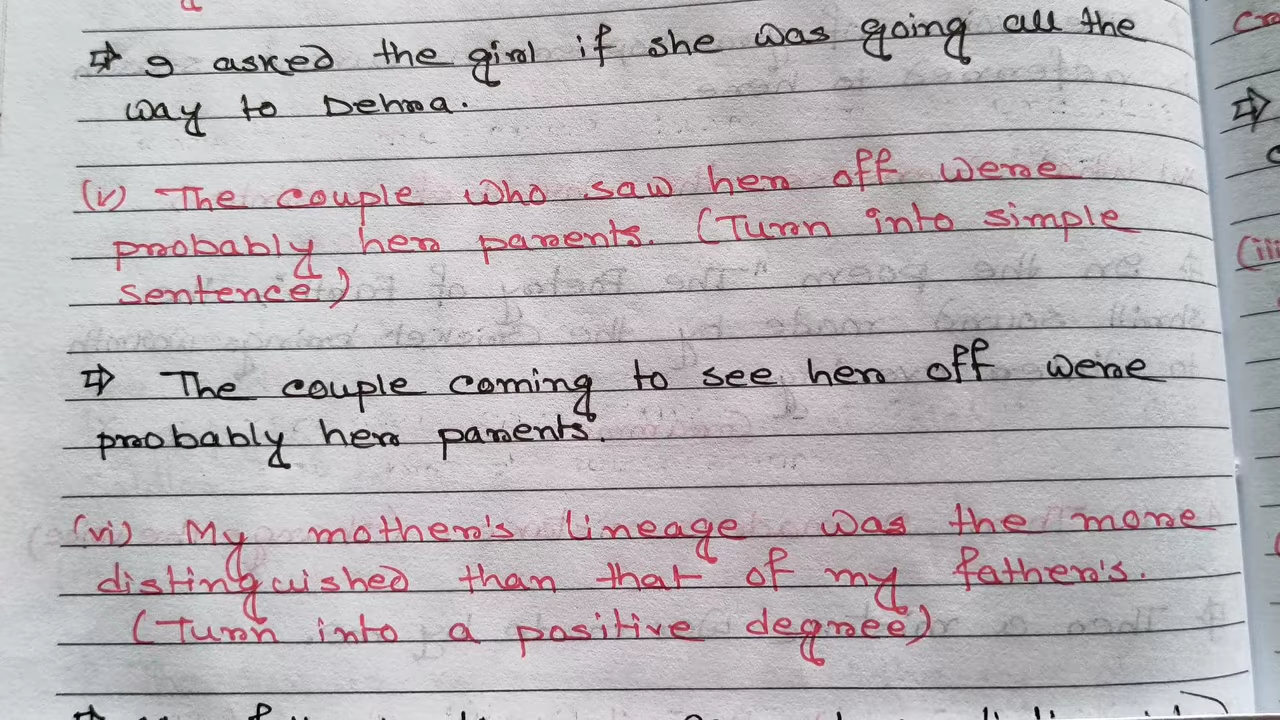 ⇒ I asked the girl if she was going all the
way to Dehra.
(v) The couple who saw her off were
probably her parents. (Turn into simple
sentence)
⇒ The couple coming to see her off were
probably her parents.
(vi) My mother's lineage was the more
distinguished than that of my father's.
(Turn into a positive degree)
⇒
(iii